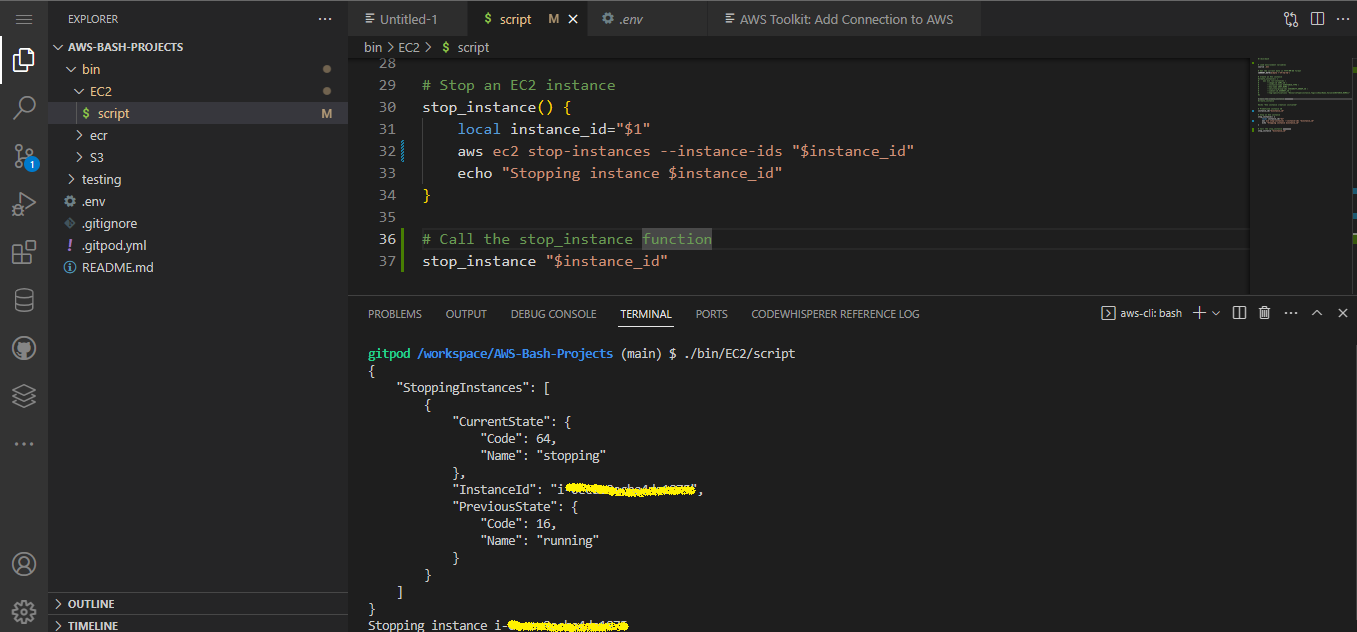 EXPLORER
AWS-BASH-PROJECTS
bin
EC2
$ script M
ecr
S3
testing
.env
.gitignore
! .gitpod.yml
README.md
OUTLINE
TIMELINE
1
Untitled-1
$ script M
.env
AWS Toolkit: Add Connection to AWS
bin > EC2 > $ script
28
29 # Stop an EC2 instance
30 stop_instance() {
31 local instance_id="$1"
32 aws ec2 stop-instances --instance-ids "$instance_id"
33 echo "Stopping instance $instance_id"
34 }
35
36 # Call the stop_instance function
37 stop_instance "$instance_id"
PROBLEMS OUTPUT DEBUG CONSOLE TERMINAL PORTS CODEWHISPERER REFERENCE LOG
aws-cli: bash
gitpod /workspace/AWS-Bash-Projects (main) $ ./bin/EC2/script
{
"StoppingInstances": [
{
"CurrentState": {
"Code": 64,
"Name": "stopping"
},
"InstanceId": "i-
"PreviousState": {
"Code": 16,
"Name": "running"
}
}
]
}
Stopping instance i-